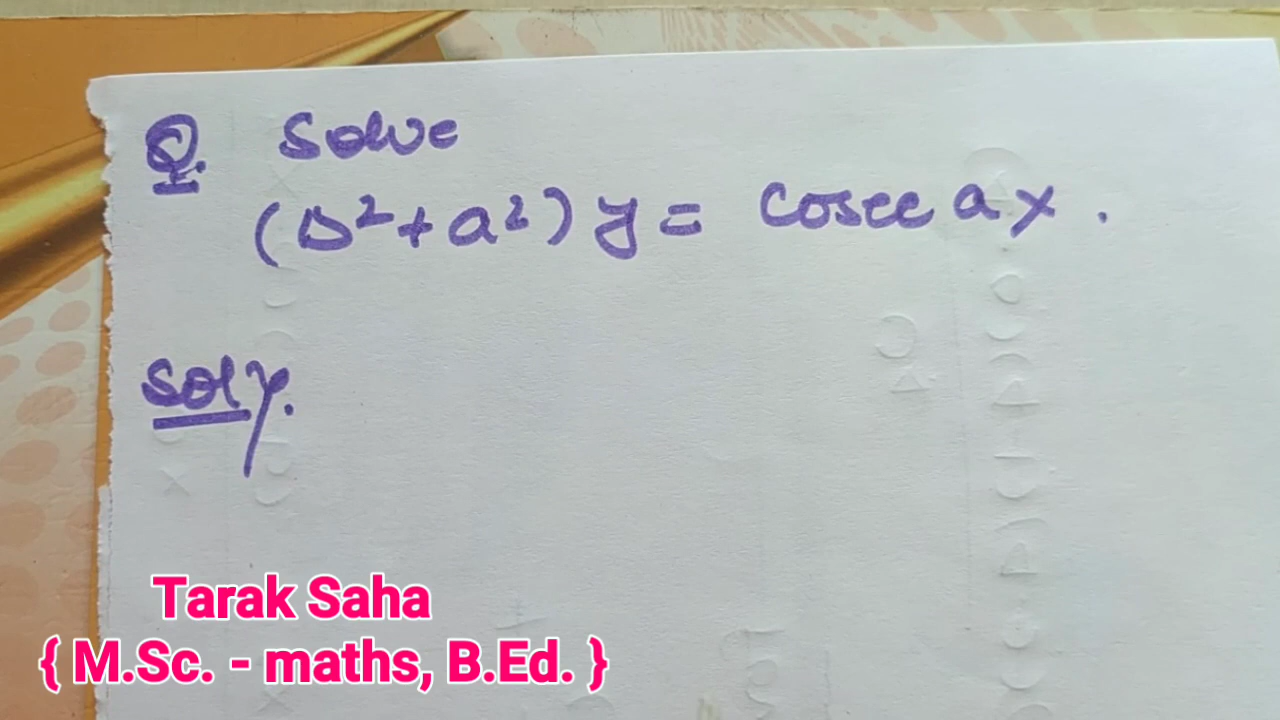 Q. Solve
(D²+a²)y = cosec ax.
Solⁿ.
Tarak Saha
{ M.Sc. - maths, B.Ed. }